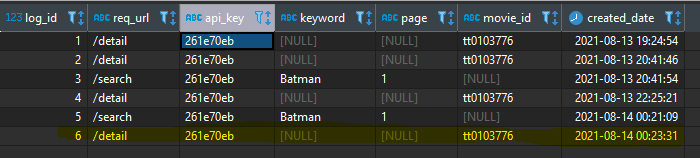 log_id req_url api_key keyword page movie_id created_date
1 /detail 261e70eb [NULL] [NULL] tt0103776 2021-08-13 19:24:54
2 /detail 261e70eb [NULL] [NULL] tt0103776 2021-08-13 20:41:46
3 /search 261e70eb Batman 1 [NULL] 2021-08-13 20:41:54
4 /detail 261e70eb [NULL] [NULL] tt0103776 2021-08-13 22:25:21
5 /search 261e70eb Batman 1 [NULL] 2021-08-14 00:21:09
6 /detail 261e70eb [NULL] [NULL] tt0103776 2021-08-14 00:23:31